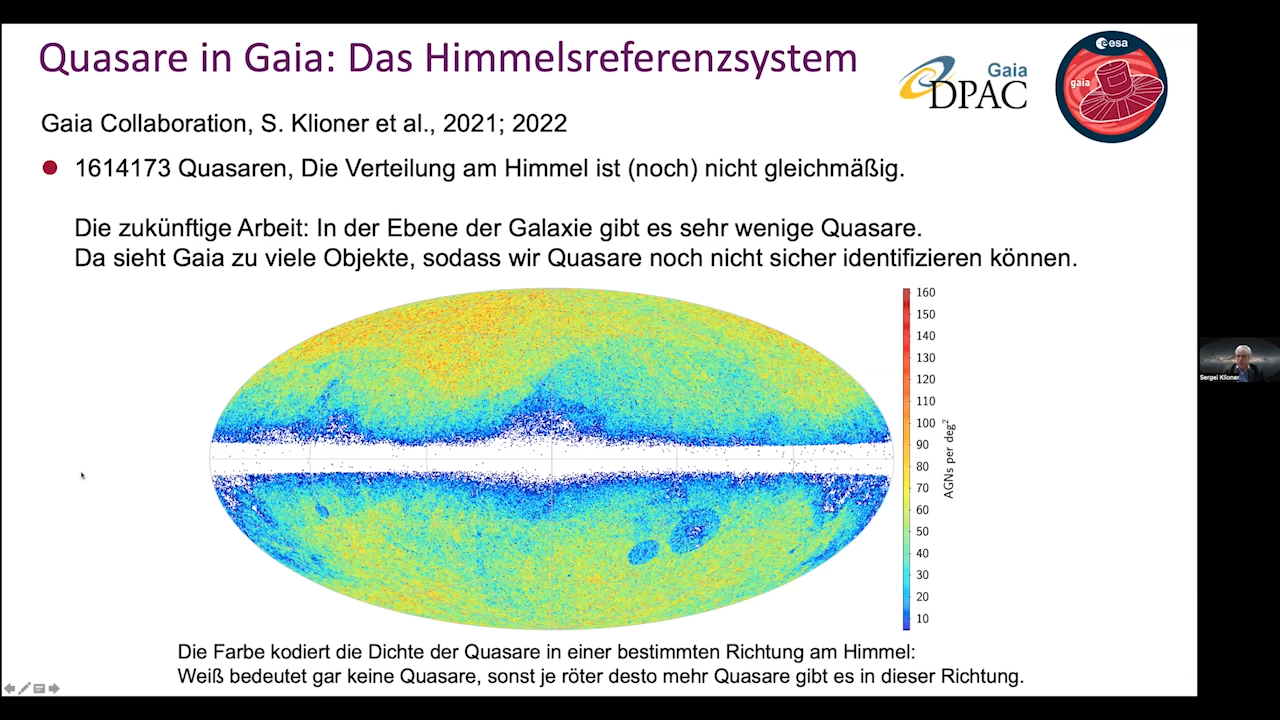 Quasare in Gaia: Das Himmelsreferenzsystem
Gaia
DPAC
esa
gaia
Gaia Collaboration, S. Klioner et al., 2021; 2022
1614173 Quasaren, Die Verteilung am Himmel ist (noch) nicht gleichmäßig.
Die zukünftige Arbeit: In der Ebene der Galaxie gibt es sehr wenige Quasare.
Da sieht Gaia zu viele Objekte, sodass wir Quasare noch nicht sicher identifizieren können.
160
150
140
130
120
110
100
90
80
70
60
50
40
30
20
10
AGNs per deg²
Sergei Klioner
Die Farbe kodiert die Dichte der Quasare in einer bestimmten Richtung am Himmel:
Weiß bedeutet gar keine Quasare, sonst je röter desto mehr Quasare gibt es in dieser Richtung.